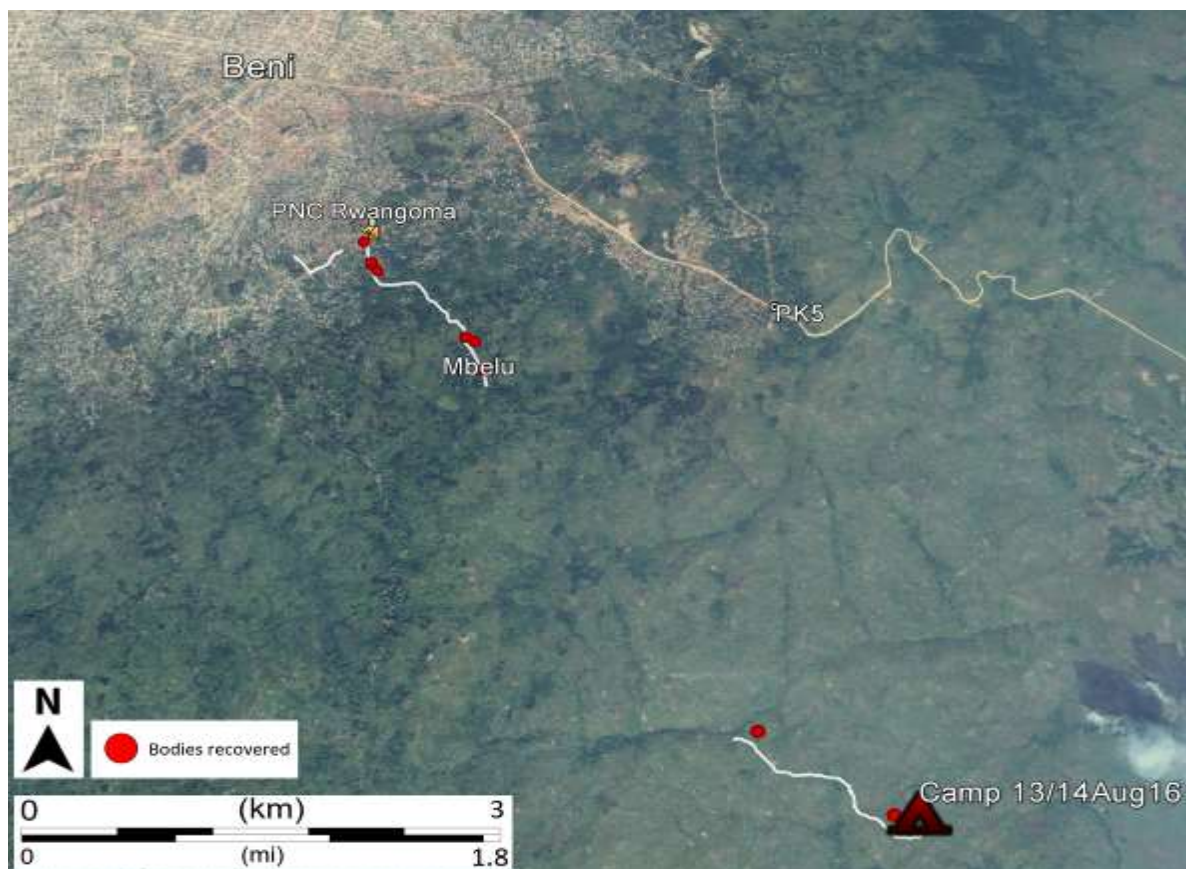 Beni
PNC Rwangoma
PK5
Mbelu
Camp 13/14Aug16
N
Bodies recovered
0 (km) 3
0 (mi) 1.8